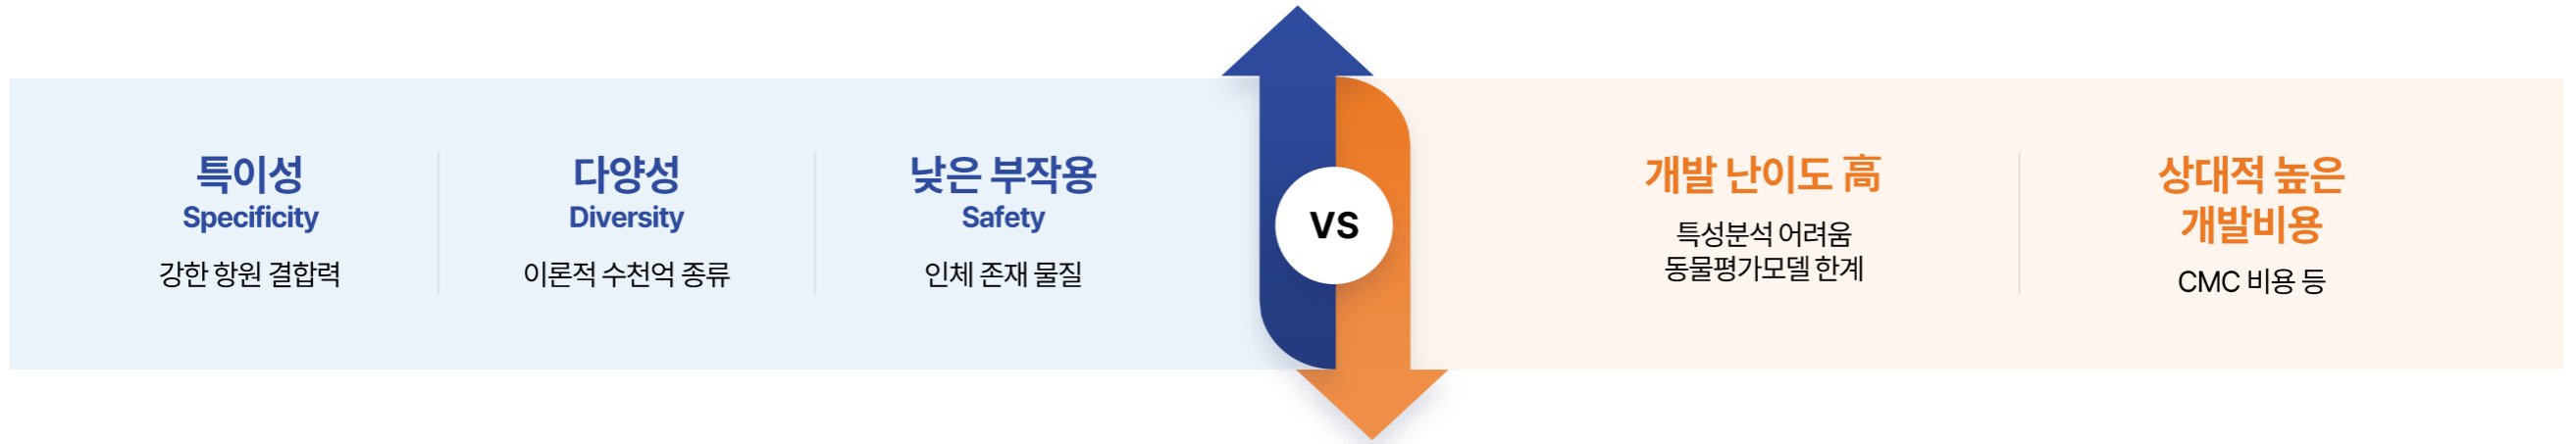 특이성
Specificity
강한 항원 결합력
다양성
Diversity
이론적 수천억 종류
낮은 부작용
Safety
인체 존재 물질
VS
개발 난이도 高
특성분석 어려움
동물평가모델 한계
상대적 높은
개발비용
CMC 비용 등